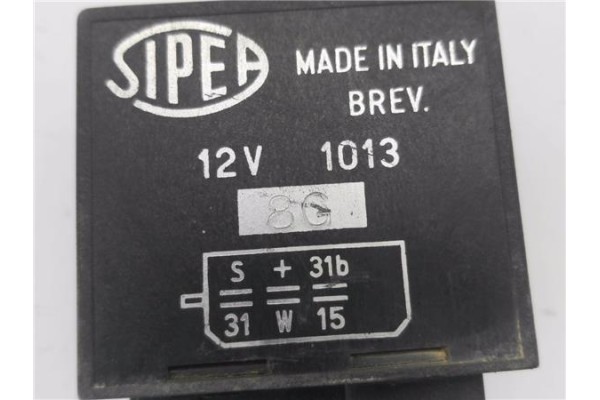 SIPEA
MADE IN ITALY
BREV.
12V 1013
8G
S + 31b
31 W 15